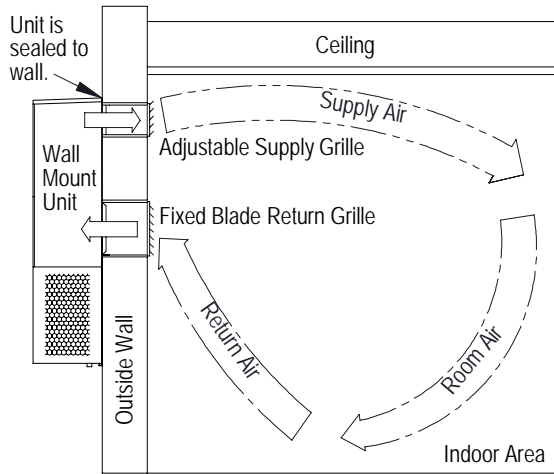 Unit is
sealed to
wall.
Ceiling
Supply Air
Adjustable Supply Grille
Wall
Mount
Unit
Fixed Blade Return Grille
Return Air
Room Air
Outside Wall
Indoor Area